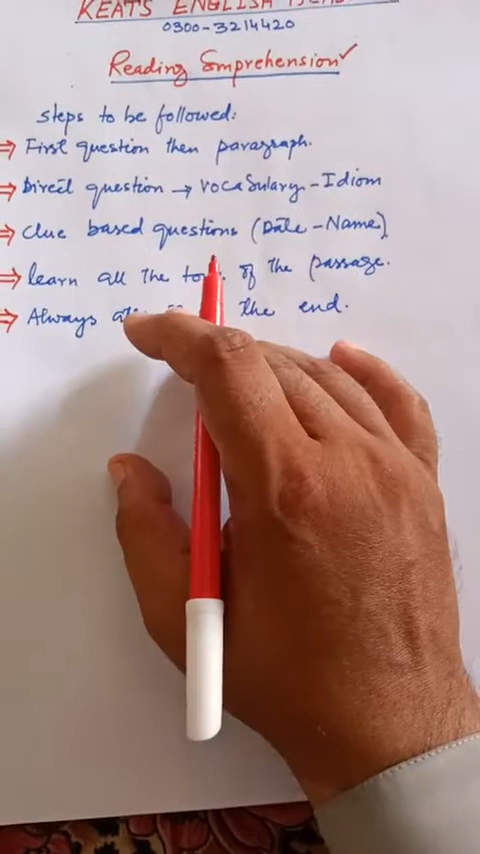 KEATS ENGLISH
0300-3214420
Reading Comprehension ✓
Steps to be followed:
⇒ First question then paragraph.
⇒ Direct question → Vocabulary - Idiom
⇒ Clue based questions (Date - Name)
⇒ learn all the of the passage.
⇒ Always the end.